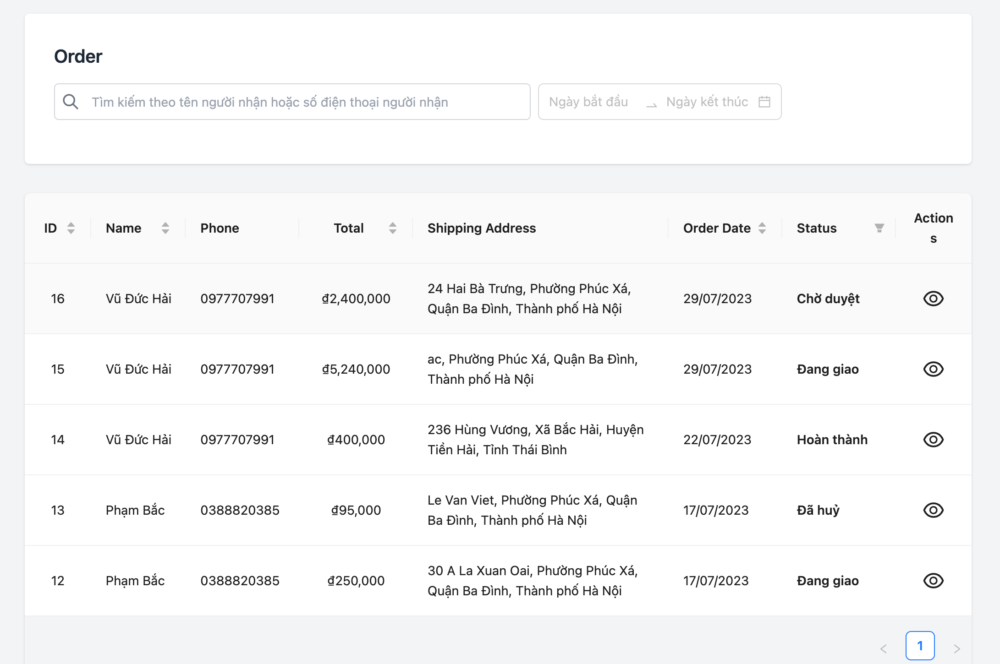 Order
Tìm kiếm theo tên người nhận hoặc số điện thoại người nhận
Ngày bắt đầu
Ngày kết thúc
ID Name Phone Total Shipping Address Order Date Status Action
s
16 Vũ Đức Hải 0977707991 ₫2,400,000 24 Hai Bà Trưng, Phường Phúc Xá,
Quận Ba Đình, Thành phố Hà Nội 29/07/2023 Chờ duyệt
15 Vũ Đức Hải 0977707991 ₫5,240,000 ac, Phường Phúc Xá, Quận Ba Đình,
Thành phố Hà Nội 29/07/2023 Đang giao
14 Vũ Đức Hải 0977707991 ₫400,000 236 Hùng Vương, Xã Bắc Hải, Huyện
Tiền Hải, Tỉnh Thái Bình 22/07/2023 Hoàn thành
13 Phạm Bắc 0388820385 ₫95,000 Le Van Viet, Phường Phúc Xá, Quận
Ba Đình, Thành phố Hà Nội 17/07/2023 Đã huỷ
12 Phạm Bắc 0388820385 ₫250,000 30 A La Xuan Oai, Phường Phúc Xá,
Quận Ba Đình, Thành phố Hà Nội 17/07/2023 Đang giao
1